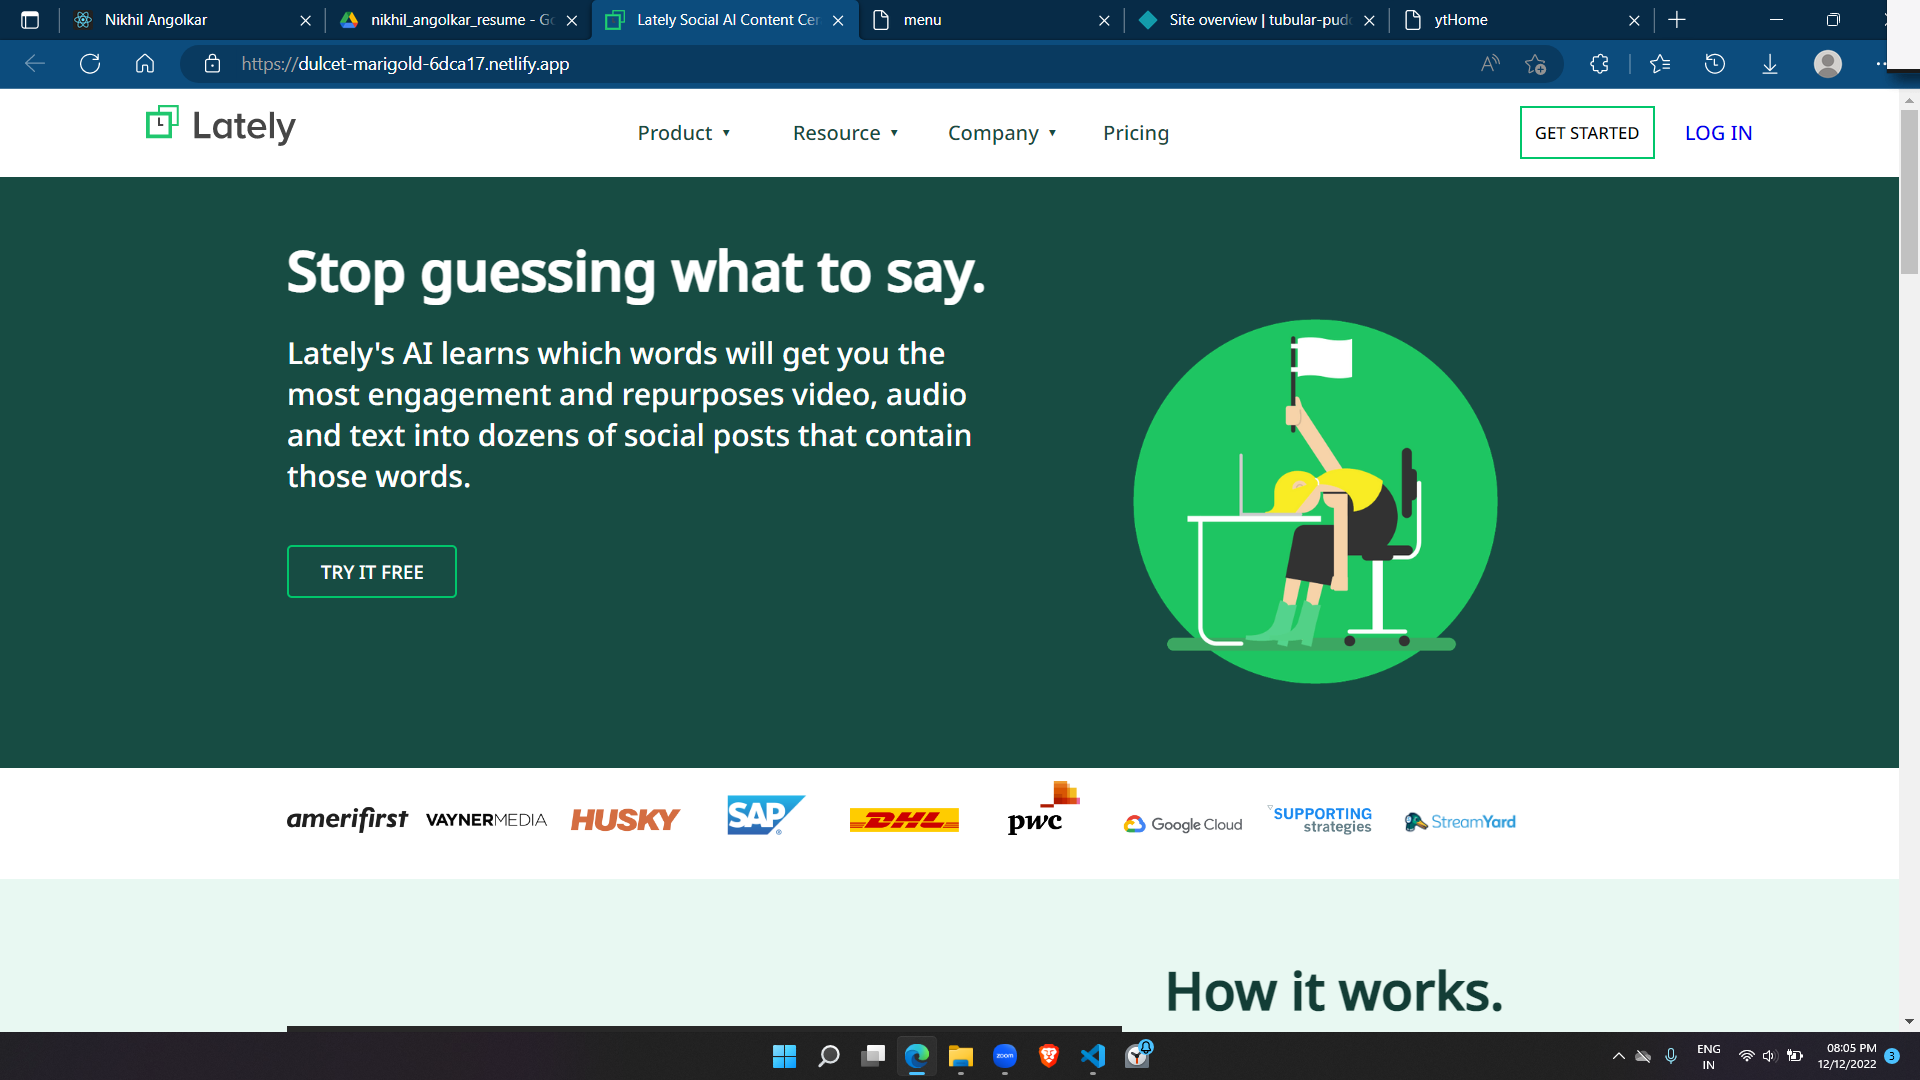 Nikhil Angolkar
nikhil_angolkar_resume - Go
Lately Social AI Content Cer
menu
Site overview | tubular-pudd
ytHome
https://dulcet-marigold-6dca17.netlify.app
Lately
Product ▼
Resource ▼
Company ▼
Pricing
GET STARTED
LOG IN
Stop guessing what to say.
Lately's AI learns which words will get you the
most engagement and repurposes video, audio
and text into dozens of social posts that contain
those words.
TRY IT FREE
amerifirst
VAYNERMEDIA
HUSKY
SAP
DHL
pwc
Google Cloud
SUPPORTING
strategies
StreamYard
How it works.
zoom
ENG
IN
08:05 PM
12/12/2022
3